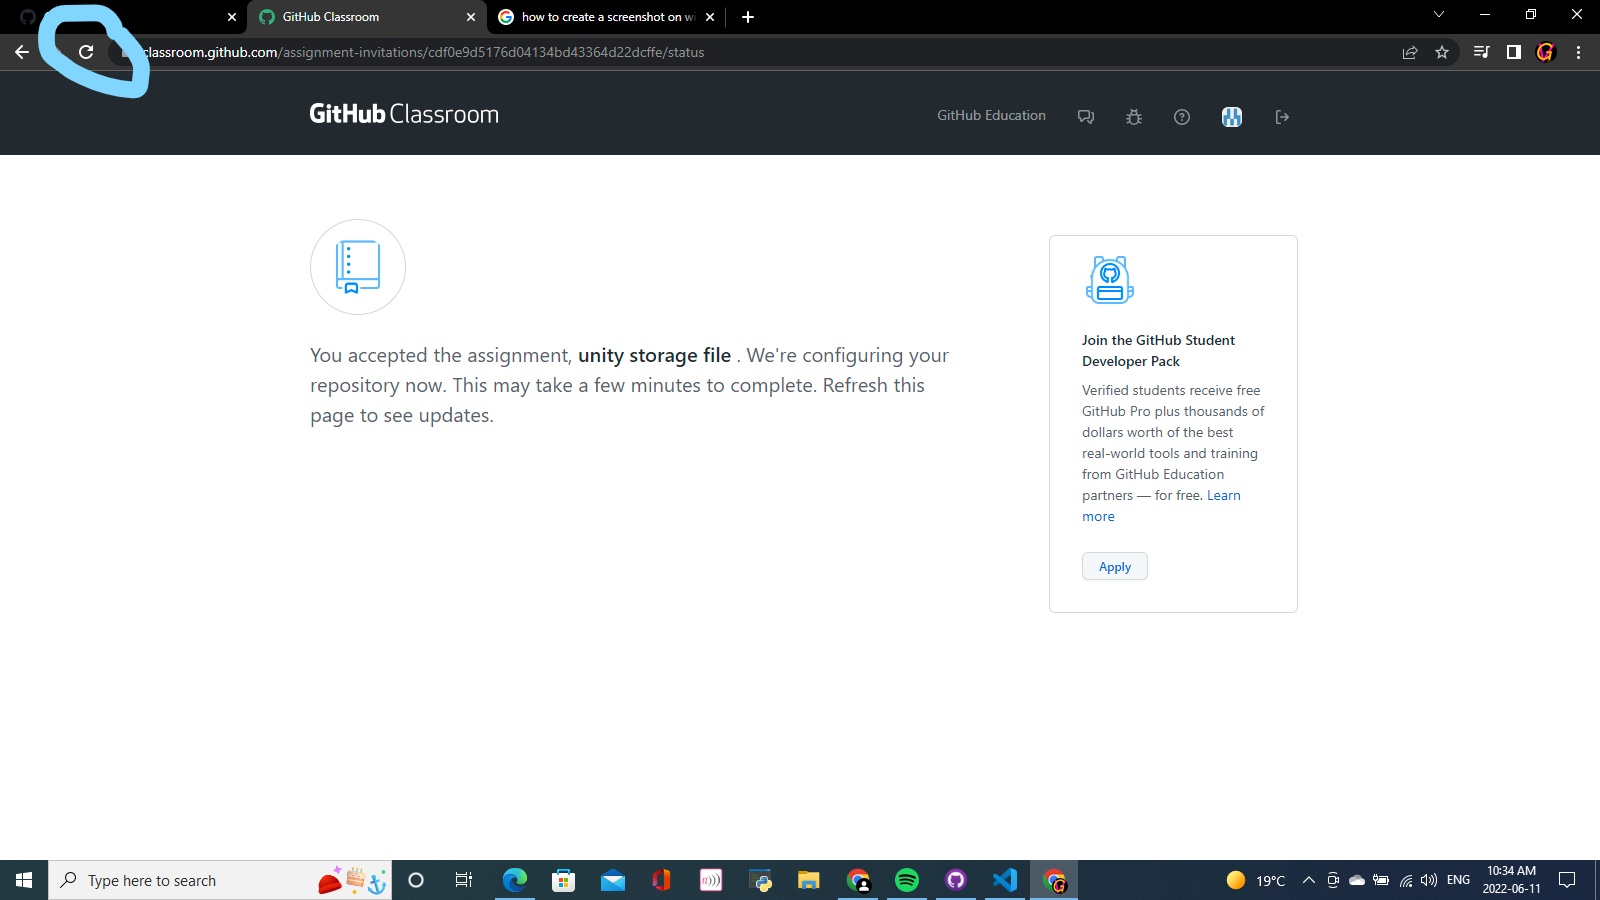 GitHub Classroom
how to create a screenshot on wi
classroom.github.com/assignment-invitations/cdf0e9d5176d04134bd43364d22dcffe/status
GitHub Classroom
GitHub Education
You accepted the assignment, unity storage file . We're configuring your
repository now. This may take a few minutes to complete. Refresh this
page to see updates.
Join the GitHub Student
Developer Pack
Verified students receive free
GitHub Pro plus thousands of
dollars worth of the best
real-world tools and training
from GitHub Education
partners — for free. Learn
more
Apply
Type here to search
19°C
ENG
10:34 AM
2022-06-11